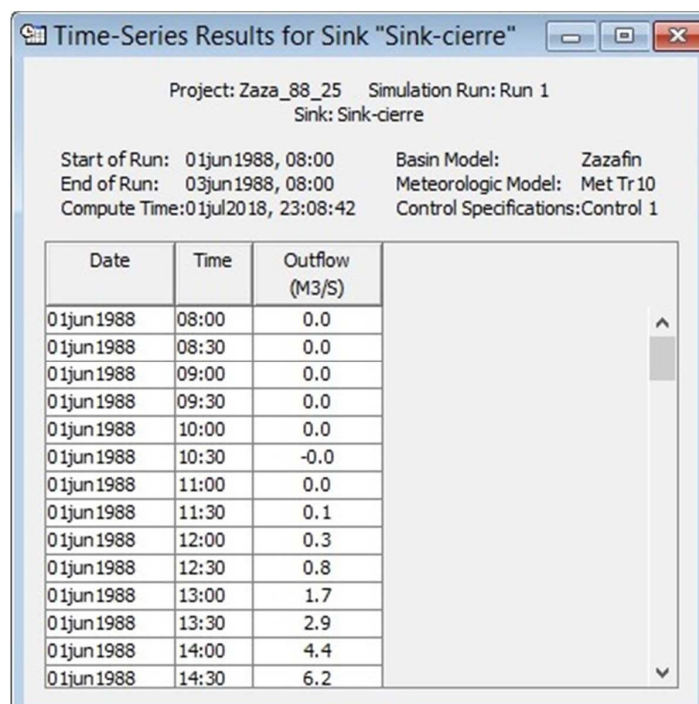 Time-Series Results for Sink "Sink-cierre"
Project: Zaza_88_25 Simulation Run: Run 1
Sink: Sink-cierre
Start of Run: 01jun1988, 08:00 Basin Model: Zazafin
End of Run: 03jun1988, 08:00 Meteorologic Model: Met Tr10
Compute Time:01jul2018, 23:08:42 Control Specifications:Control 1
Date Time Outflow
(M3/S)
01jun1988 08:00 0.0
01jun1988 08:30 0.0
01jun1988 09:00 0.0
01jun1988 09:30 0.0
01jun1988 10:00 0.0
01jun1988 10:30 -0.0
01jun1988 11:00 0.0
01jun1988 11:30 0.1
01jun1988 12:00 0.3
01jun1988 12:30 0.8
01jun1988 13:00 1.7
01jun1988 13:30 2.9
01jun1988 14:00 4.4
01jun1988 14:30 6.2